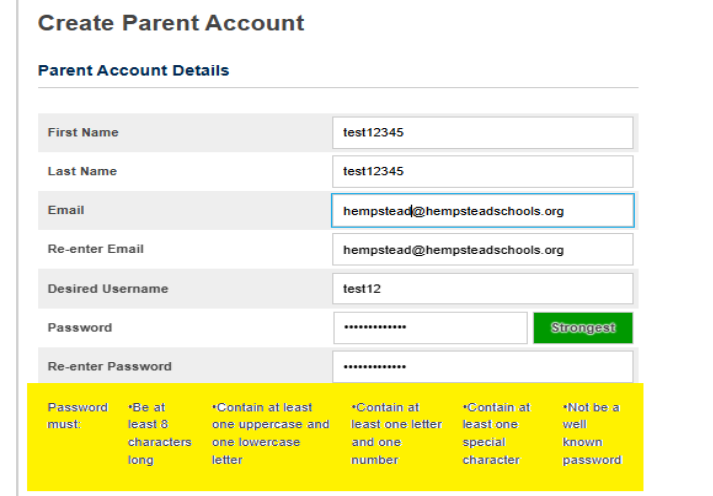 Create Parent Account
Parent Account Details
First Name test12345
Last Name test12345
Email hempstead@hempsteadschools.org
Re-enter Email hempstead@hempsteadschools.org
Desired Username test12
Password ••••••••••••• Strongest
Re-enter Password •••••••••••••
Password •Be at •Contain at least •Contain at •Contain at •Not be a
must: least 8 one uppercase and least one letter least one well
characters one lowercase and one special known
long letter number character password